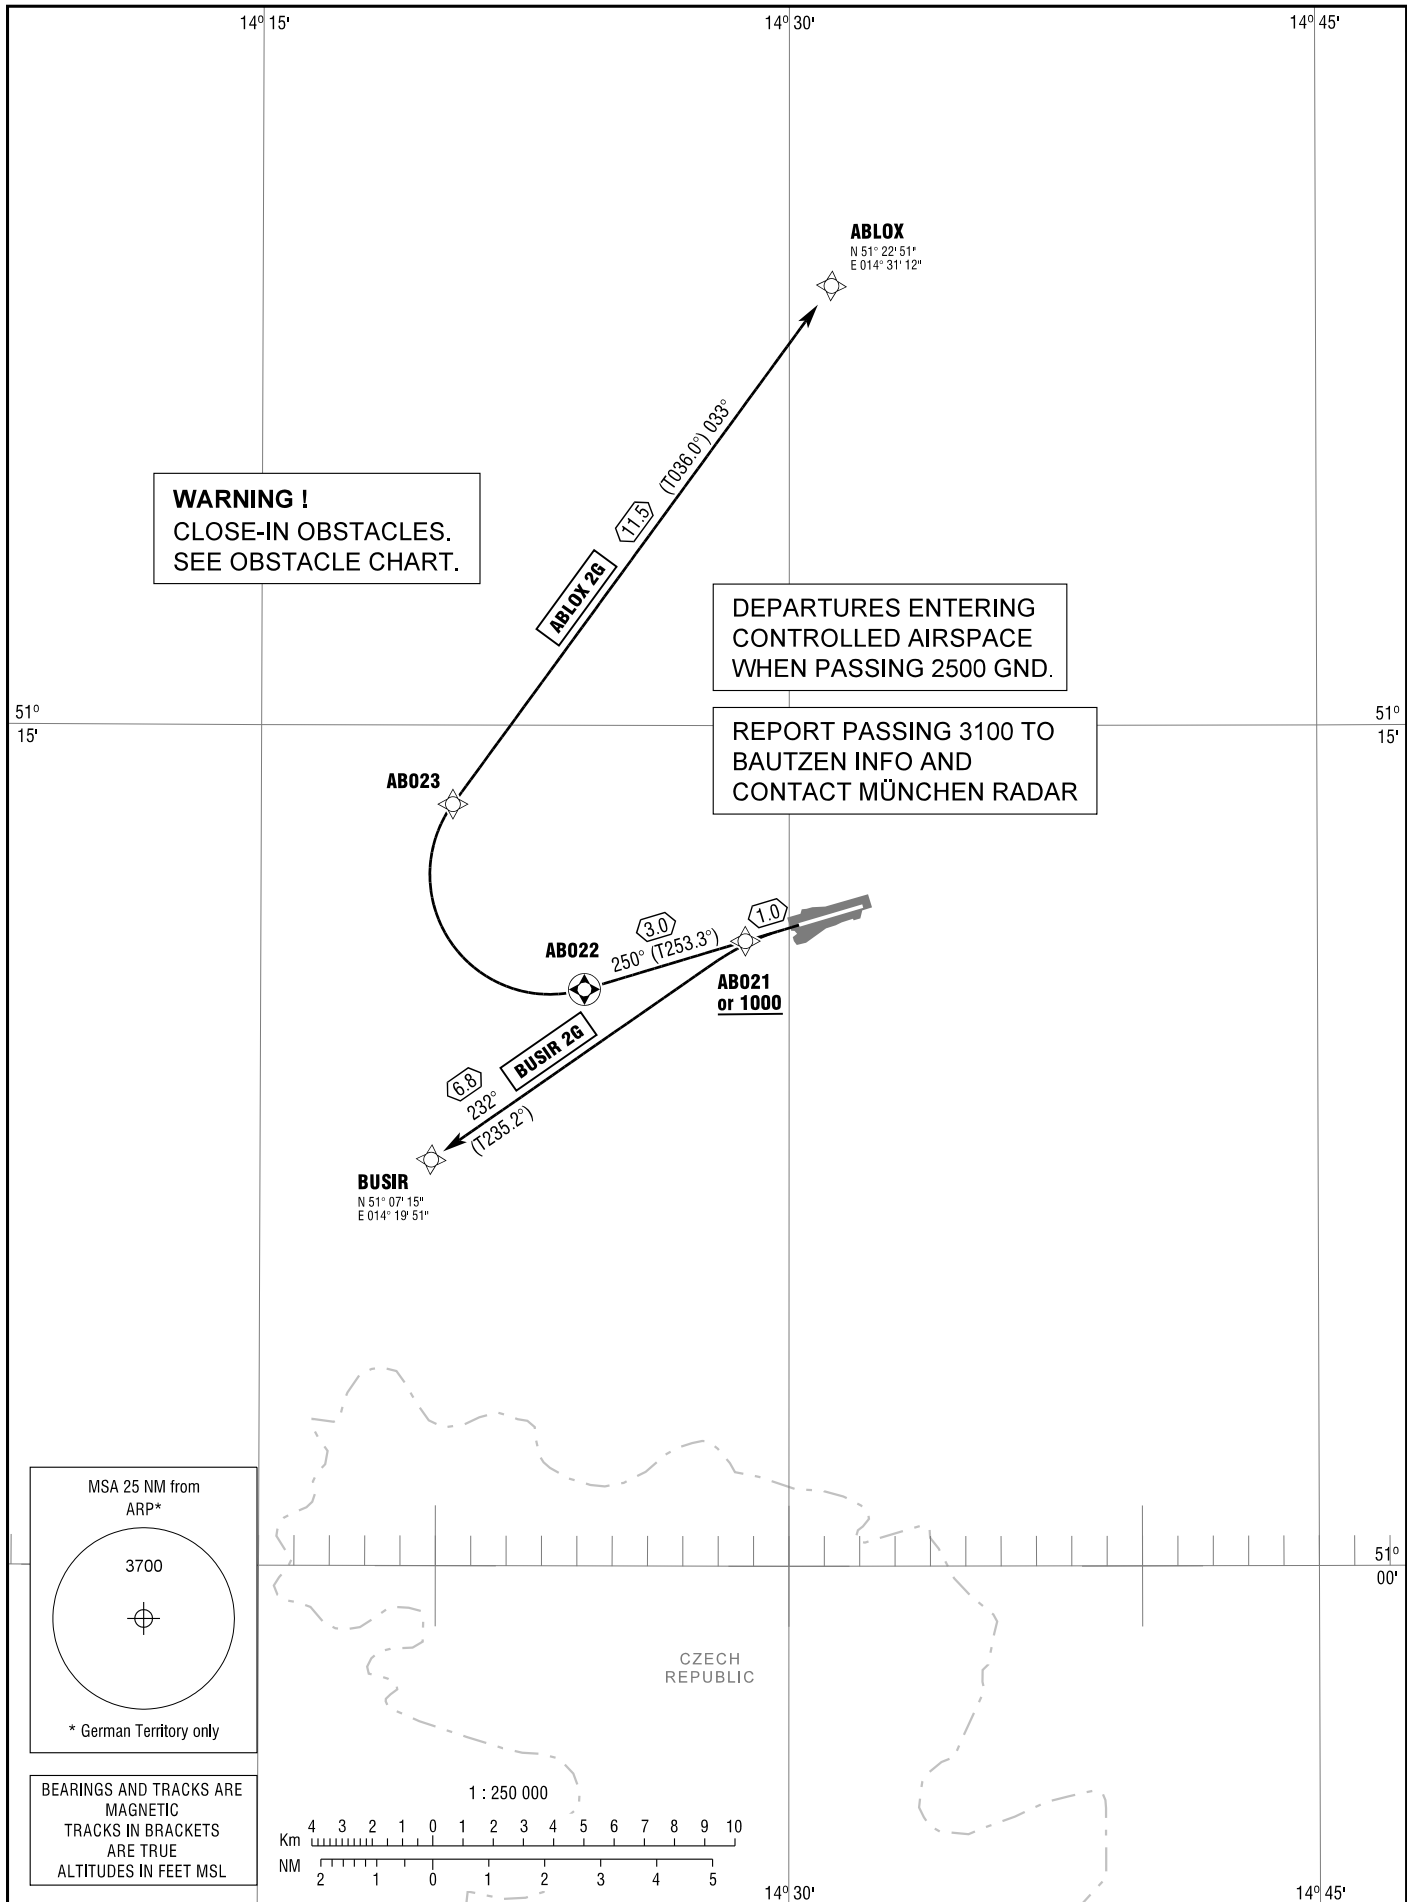 14° 15'
14° 30'
14° 45'
ABLOX
N 51° 22' 51"
E 014° 31' 12"
(T036.0°) 033°
11.5
ABLOX 2G
WARNING !
CLOSE-IN OBSTACLES.
SEE OBSTACLE CHART.
DEPARTURES ENTERING
CONTROLLED AIRSPACE
WHEN PASSING 2500 GND.
51°
15'
51°
15'
REPORT PASSING 3100 TO
BAUTZEN INFO AND
CONTACT MÜNCHEN RADAR
AB023
1.0
3.0
250° (T253.3°)
AB022
AB021
or 1000
BUSIR 2G
6.8
232°
(T235.2°)
BUSIR
N 51° 07' 15"
E 014° 19' 51"
MSA 25 NM from
ARP*
3700
* German Territory only
51°
00'
CZECH
REPUBLIC
BEARINGS AND TRACKS ARE
MAGNETIC
TRACKS IN BRACKETS
ARE TRUE
ALTITUDES IN FEET MSL
1 : 250 000
Km 4 3 2 1 0 1 2 3 4 5 6 7 8 9 10
NM 2 1 0 1 2 3 4 5
14° 30'
14° 45'